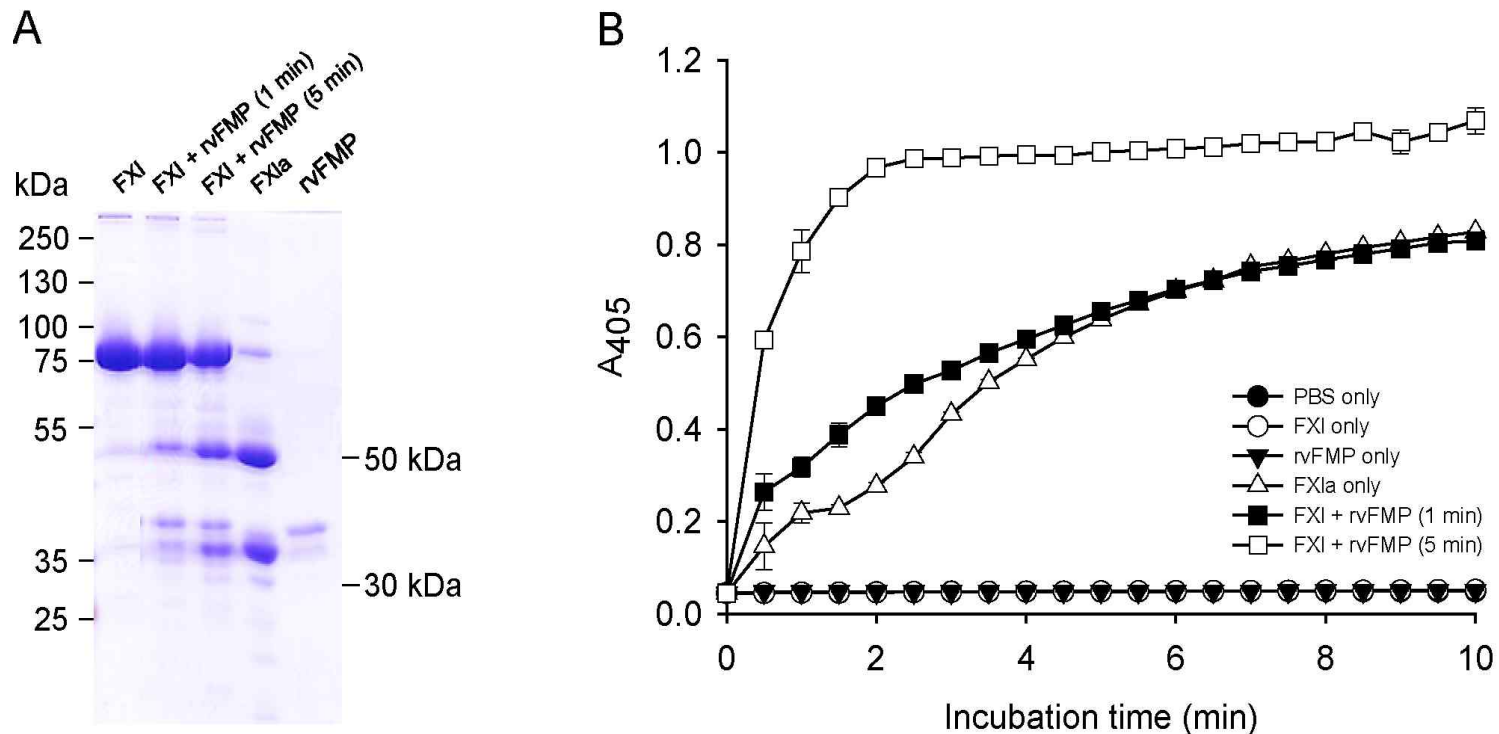 A
FXI
FXI + rvFMP (1 min)
FXI + rvFMP (5 min)
FXIa
rvFMP
kDa
250
130
100
75
55
35
25
50 kDa
30 kDa
B
1.2
1.0
0.8
0.6
0.4
0.2
0.0
A405
0 2 4 6 8 10
Incubation time (min)
PBS only
FXI only
rvFMP only
FXIa only
FXI + rvFMP (1 min)
FXI + rvFMP (5 min)